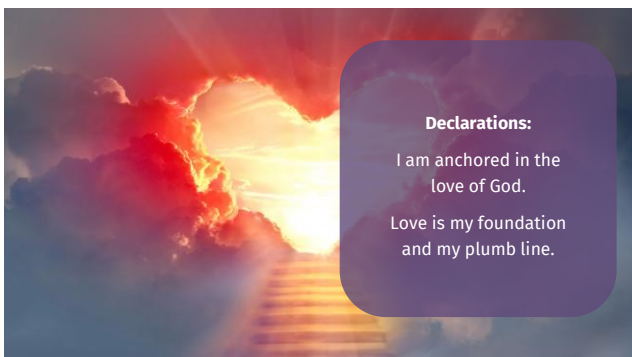 Declarations:
I am anchored in the
love of God.
Love is my foundation
and my plumb line.